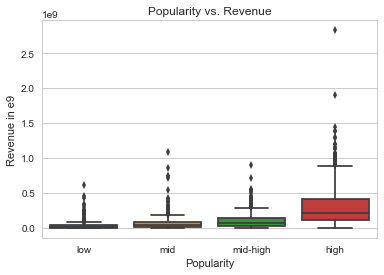 Popularity vs. Revenue
1e9
2.5
2.0
1.5
1.0
0.5
0.0
Revenue in e9
low mid mid-high high
Popularity